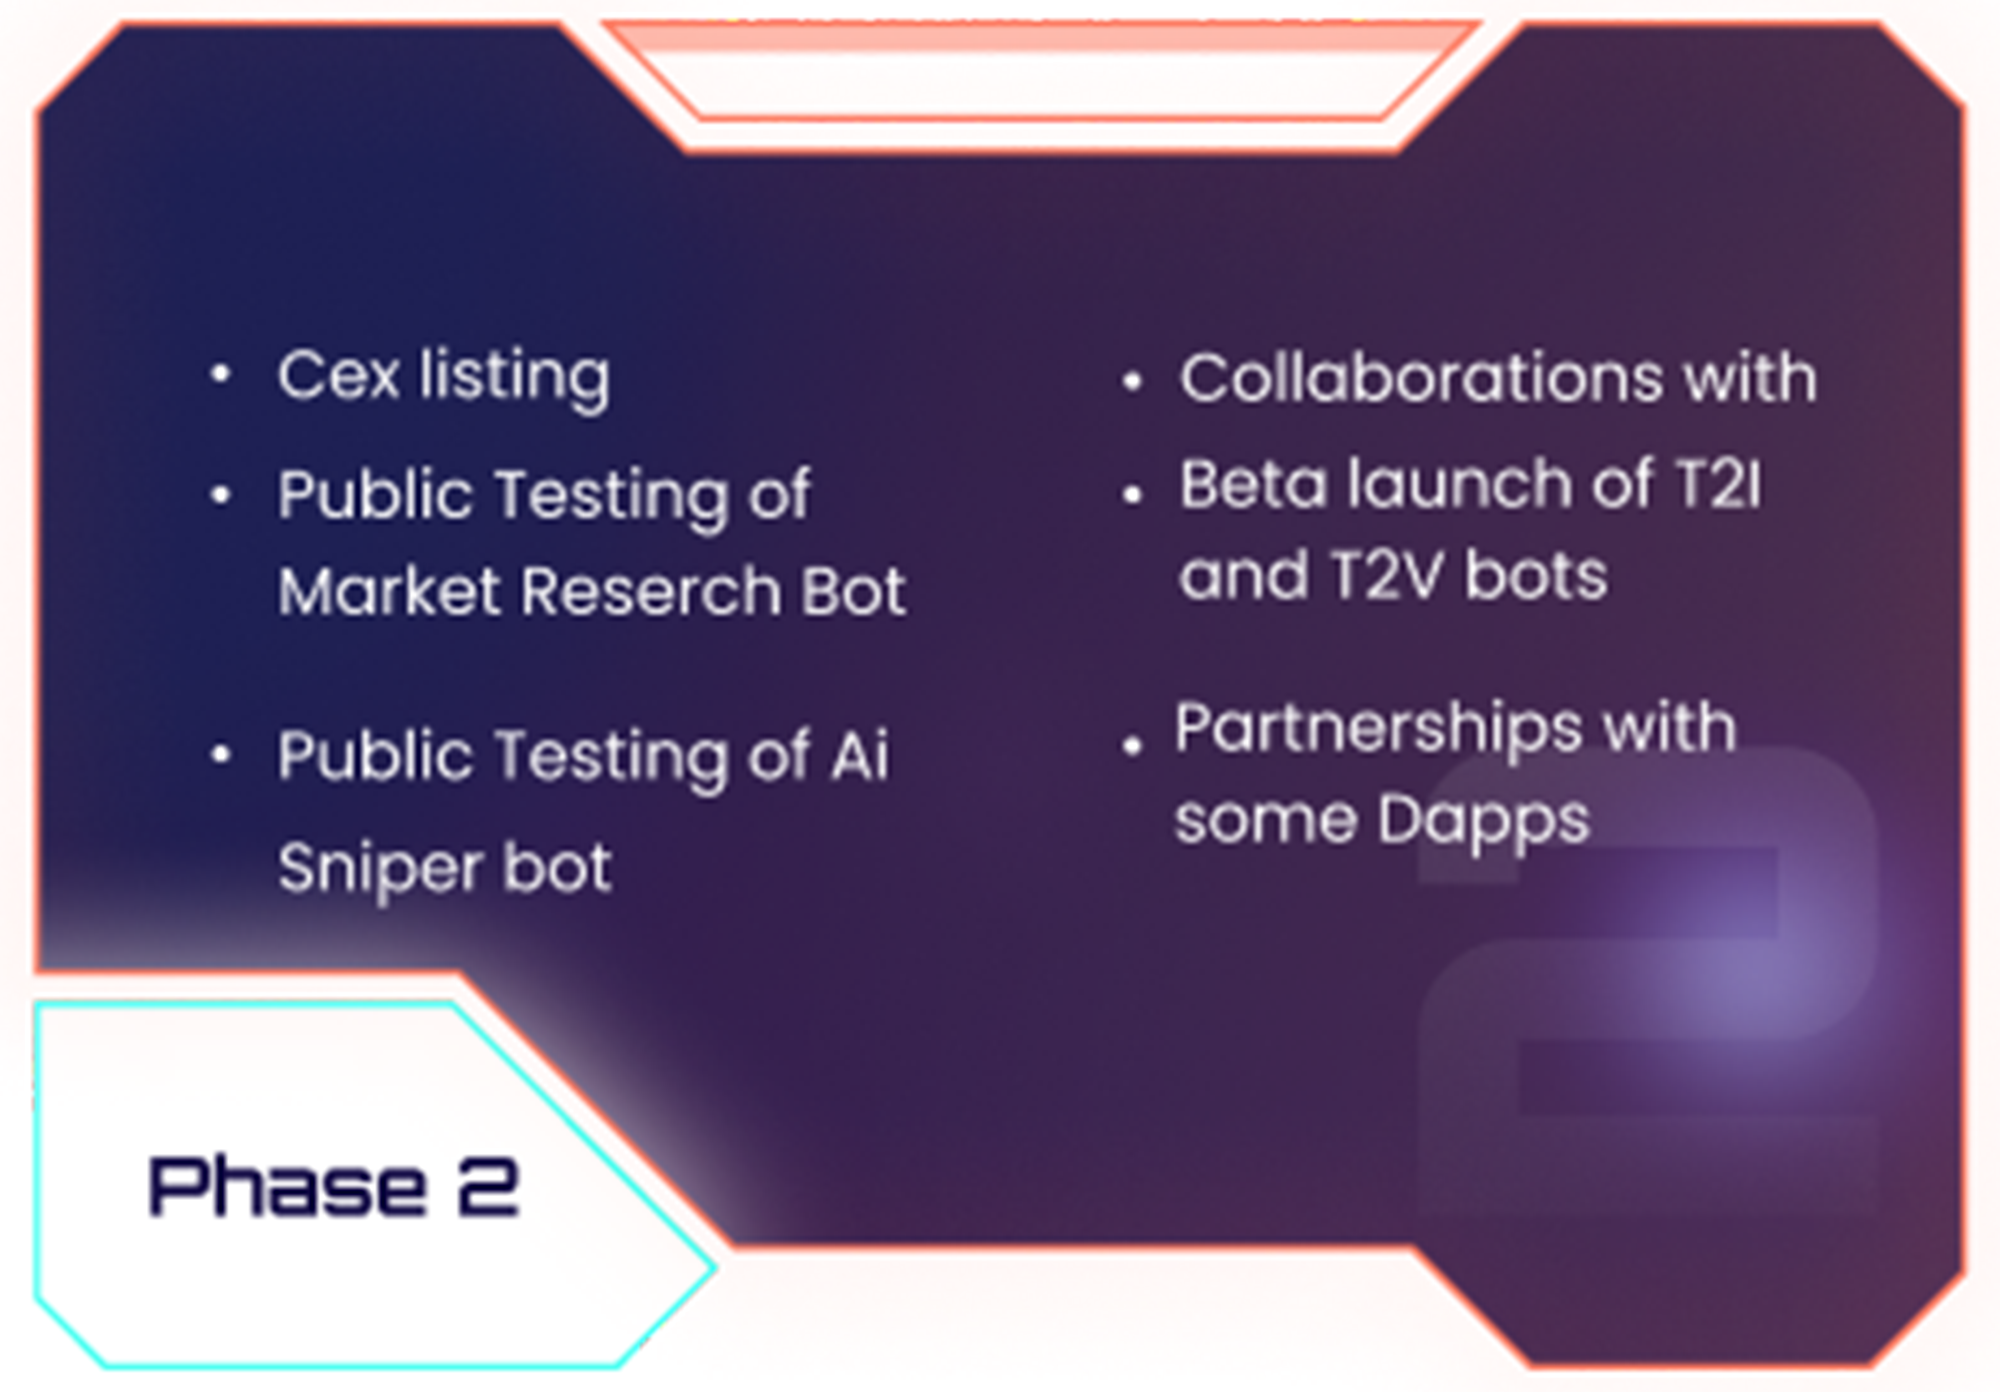 • Cex listing
• Public Testing of
Market Reserch Bot
• Public Testing of Ai
Sniper bot
• Collaborations with
• Beta launch of T2I
and T2V bots
• Partnerships with
some Dapps
2
Phase 2